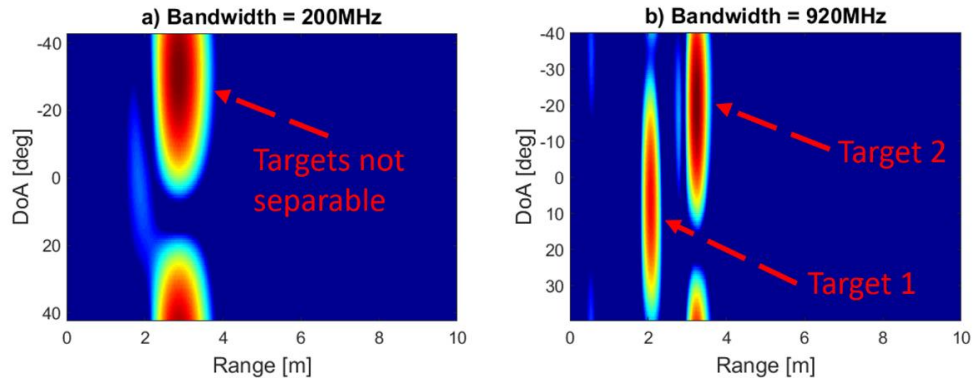 a) Bandwidth = 200MHz
-40
-20
0
20
40
DoA [deg]
0 2 4 6 8 10
Range [m]
Targets not
separable
b) Bandwidth = 920MHz
-40
-30
-20
-10
0
10
20
30
DoA [deg]
0 2 4 6 8 10
Range [m]
Target 2
Target 1